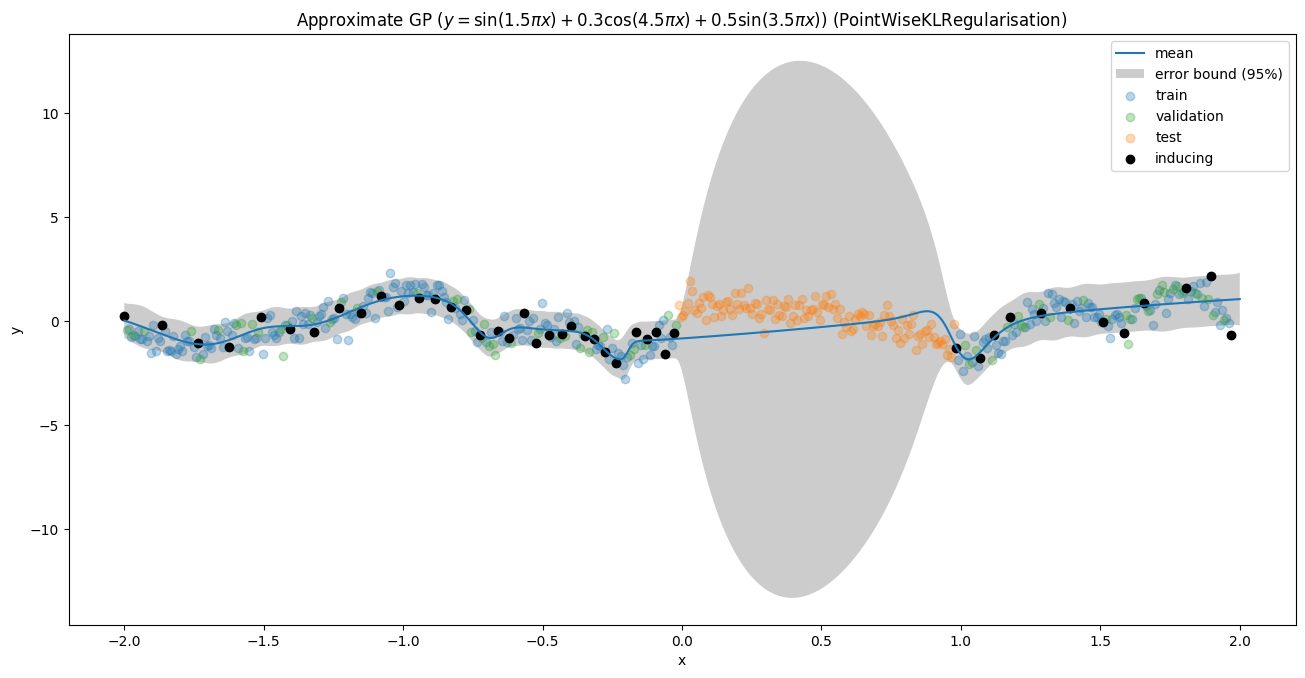 Approximate GP (y = sin(1.5πx) + 0.3cos(4.5πx) + 0.5sin(3.5πx)) (PointWiseKLRegularisation)
mean
error bound (95%)
train
validation
test
inducing
10
5
0
−5
−10
y
−2.0 −1.5 −1.0 −0.5 0.0 0.5 1.0 1.5 2.0
x